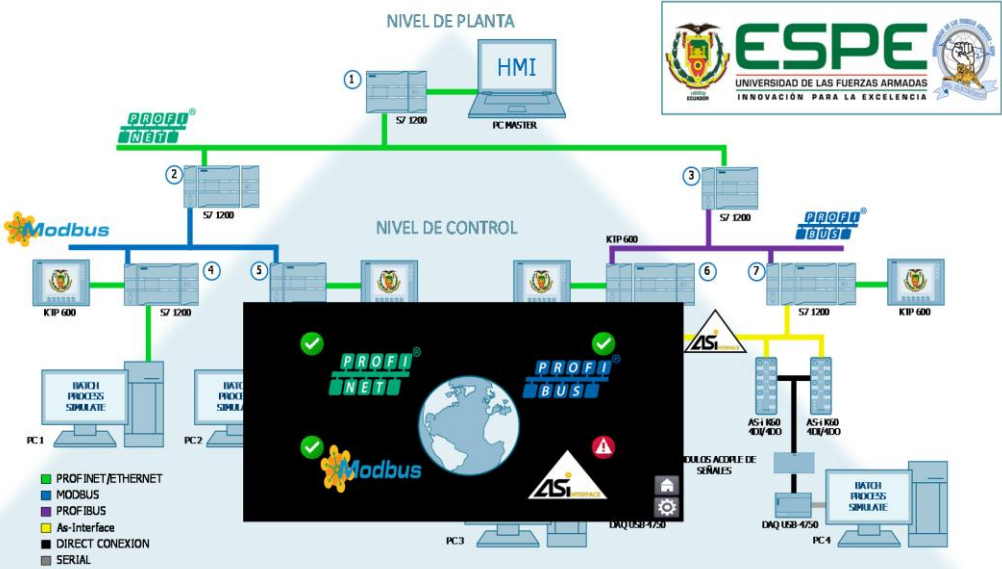 NIVEL DE PLANTA
HMI
1
S7 1200
PC MASTER
ESPE
UNIVERSIDAD DE LAS FUERZAS ARMADAS
INNOVACIÓN PARA LA EXCELENCIA
ECUADOR
PROFI®
NET
2
S7 1200
3
S7 1200
Modbus
NIVEL DE CONTROL
KTP 600
PROFI®
BUS
4
5
6
7
KTP 600
S7 1200
S7 1200
KTP 600
ASi INTERFACE
BATCH
PROCESS
SIMULATE
PC 1
PC 2
PROFI®
NET
PROFI®
BUS
Modbus
ASi INTERFACE
AS-i K60
4DI/4DO
AS-i K60
4DI/4DO
ACOPLE DE
SEÑALES
BATCH
PROCESS
SIMULATE
PC 3
DAQ USB-4750
DAQ USB-4750
PC 4
PROFINET/ETHERNET
MODBUS
PROFIBUS
As-Interface
DIRECT CONEXION
SERIAL